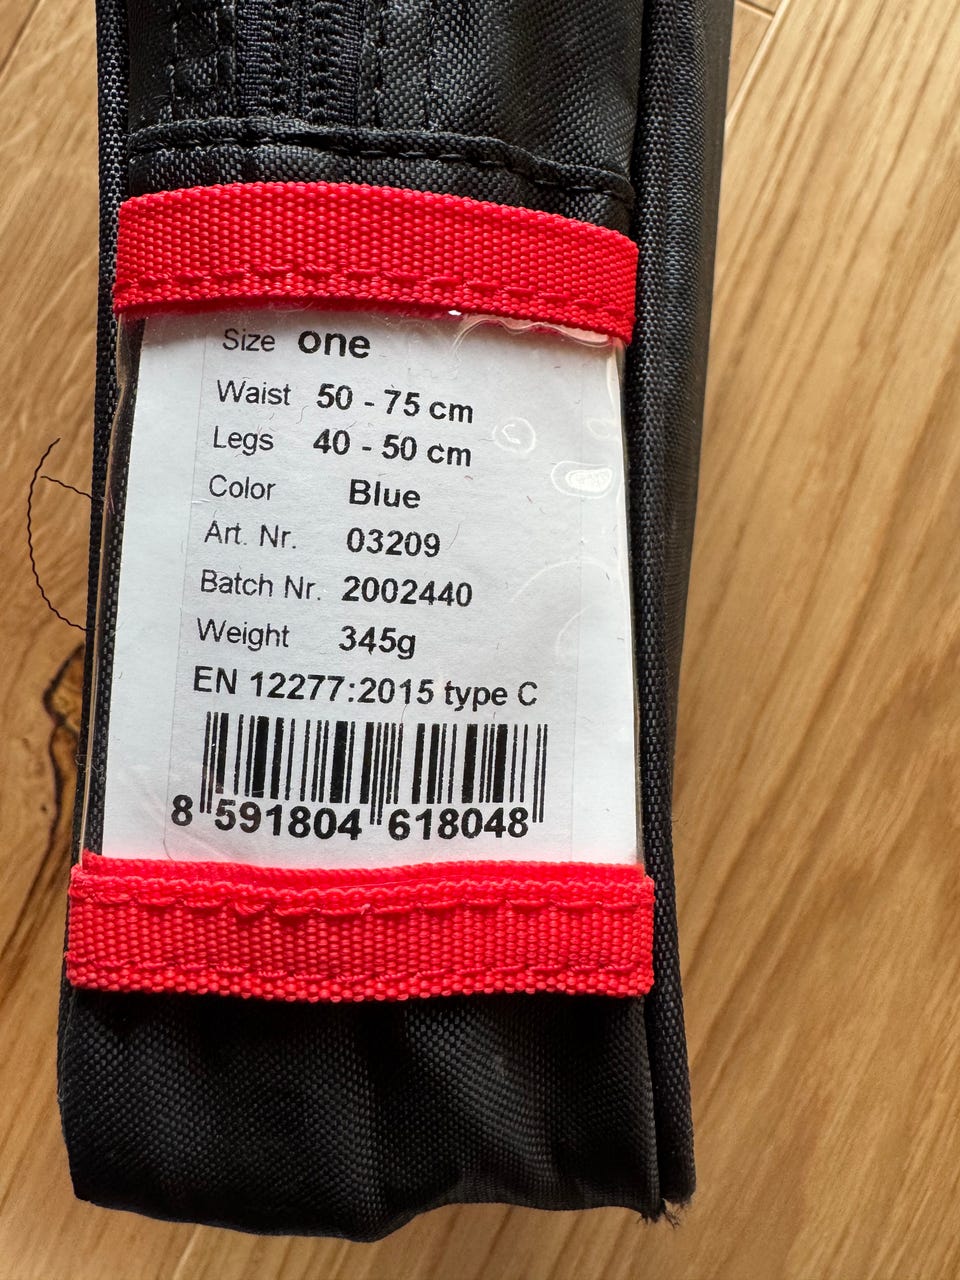 Size one
Waist 50 - 75 cm
Legs 40 - 50 cm
Color Blue
Art. Nr. 03209
Batch Nr. 2002440
Weight 345g
EN 12277:2015 type C
8 591804 618048